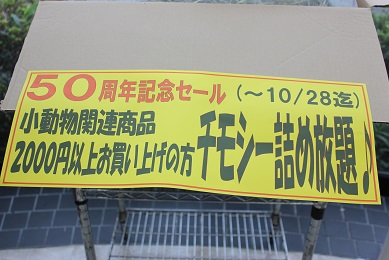 50周年記念セール (～10/28迄)
小動物関連商品
2000円以上お買い上げの方 チモシー詰め放題♪